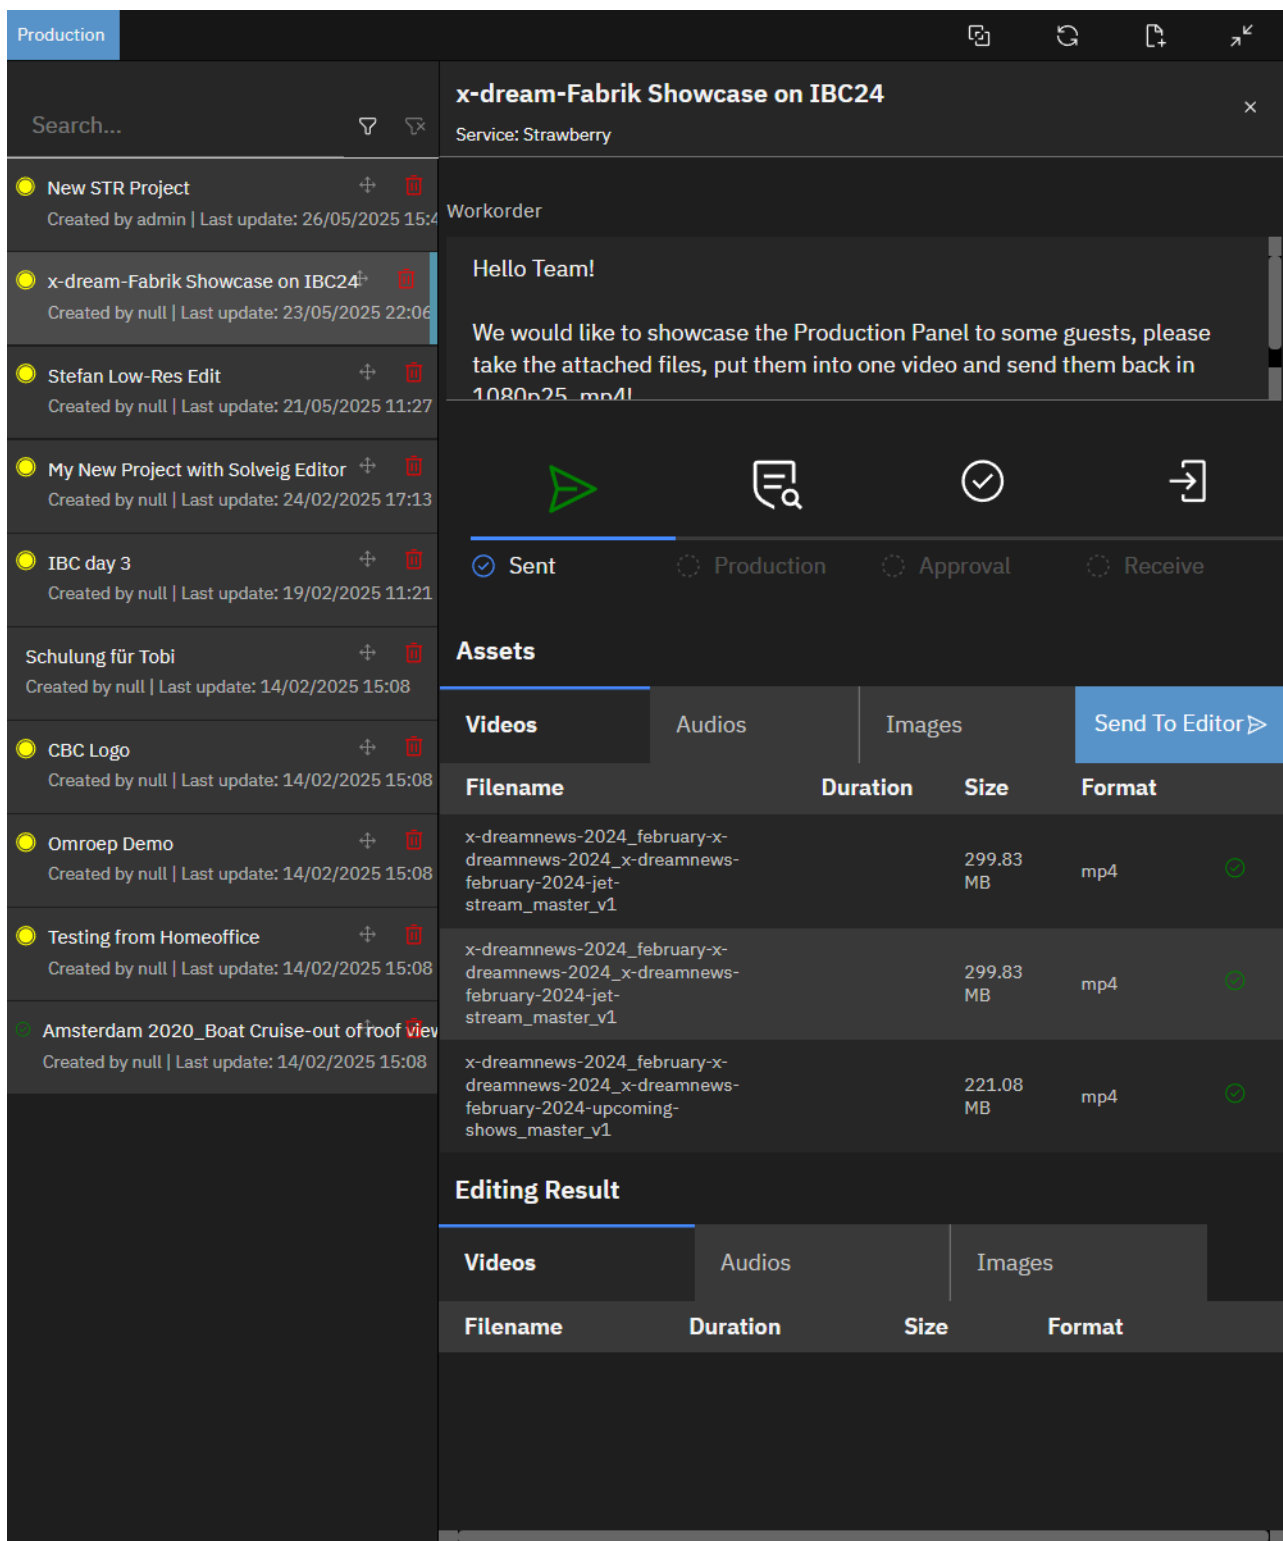 Production
Search...
New STR Project
Created by admin | Last update: 26/05/2025 15:4
x-dream-Fabrik Showcase on IBC24
Created by null | Last update: 23/05/2025 22:06
Stefan Low-Res Edit
Created by null | Last update: 21/05/2025 11:27
My New Project with Solveig Editor
Created by null | Last update: 24/02/2025 17:13
IBC day 3
Created by null | Last update: 19/02/2025 11:21
Schulung für Tobi
Created by null | Last update: 14/02/2025 15:08
CBC Logo
Created by null | Last update: 14/02/2025 15:08
Omroep Demo
Created by null | Last update: 14/02/2025 15:08
Testing from Homeoffice
Created by null | Last update: 14/02/2025 15:08
Amsterdam 2020_Boat Cruise-out of roof view
Created by null | Last update: 14/02/2025 15:08
x-dream-Fabrik Showcase on IBC24
Service: Strawberry
Workorder
Hello Team!
We would like to showcase the Production Panel to some guests, please
take the attached files, put them into one video and send them back in
1080p25 .mp4!
Sent Production Approval Receive
Assets
Videos Audios Images Send To Editor
Filename Duration Size Format
x-dreamnews-2024_february-x-
dreamnews-2024_x-dreamnews-
february-2024-jet-
stream_master_v1
299.83
MB
mp4
x-dreamnews-2024_february-x-
dreamnews-2024_x-dreamnews-
february-2024-jet-
stream_master_v1
299.83
MB
mp4
x-dreamnews-2024_february-x-
dreamnews-2024_x-dreamnews-
february-2024-upcoming-
shows_master_v1
221.08
MB
mp4
Editing Result
Videos Audios Images
Filename Duration Size Format